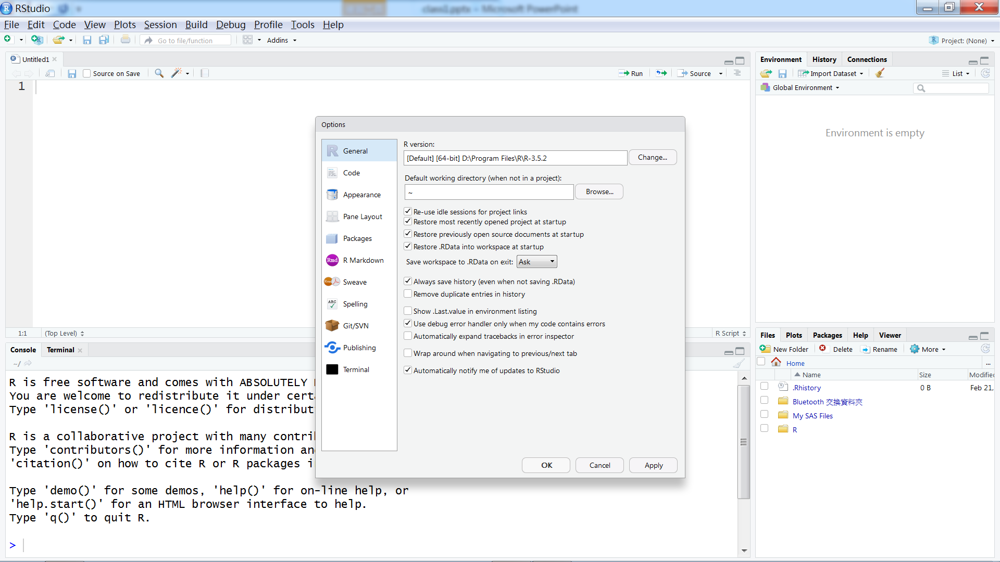 RStudio
class1.pptx - Microsoft PowerPoint
File Edit Code View Plots Session Build Debug Profile Tools Help
Go to file/function
Addins
Project: (None)
Untitled1
Source on Save
Run
Source
1
1:1
(Top Level)
R Script
Console
Terminal
~/
R is free software and comes with ABSOLUTELY
You are welcome to redistribute it under
Type 'license()' or 'licence()' for
R is a collaborative project with many
Type 'contributors()' for more information
'citation()' on how to cite R or R packages
Type 'demo()' for some demos, 'help()' for on-line help, or
'help.start()' for an HTML browser interface to help.
Type 'q()' to quit R.
>
Options
General
Code
Appearance
Pane Layout
Packages
Rmd R Markdown
Sweave
ABC Spelling
Git/SVN
Publishing
Terminal
R version:
[Default] [64-bit] D:\Program Files\R\R-3.5.2
Change...
Default working directory (when not in a project):
~
Browse...
Re-use idle sessions for project links
Restore most recently opened project at startup
Restore previously open source documents at startup
Restore .RData into workspace at startup
Save workspace to .RData on exit: Ask
Always save history (even when not saving .RData)
Remove duplicate entries in history
Show .Last.value in environment listing
Use debug error handler only when my code contains errors
Automatically expand tracebacks in error inspector
Wrap around when navigating to previous/next tab
Automatically notify me of updates to RStudio
OK
Cancel
Apply
Environment History Connections
Import Dataset
List
Global Environment
Environment is empty
Files Plots Packages Help Viewer
New Folder Delete Rename More
Home
...
Name Size
.Rhistory 0 B Feb 21,
Bluetooth 交換資料夾
My SAS Files
R